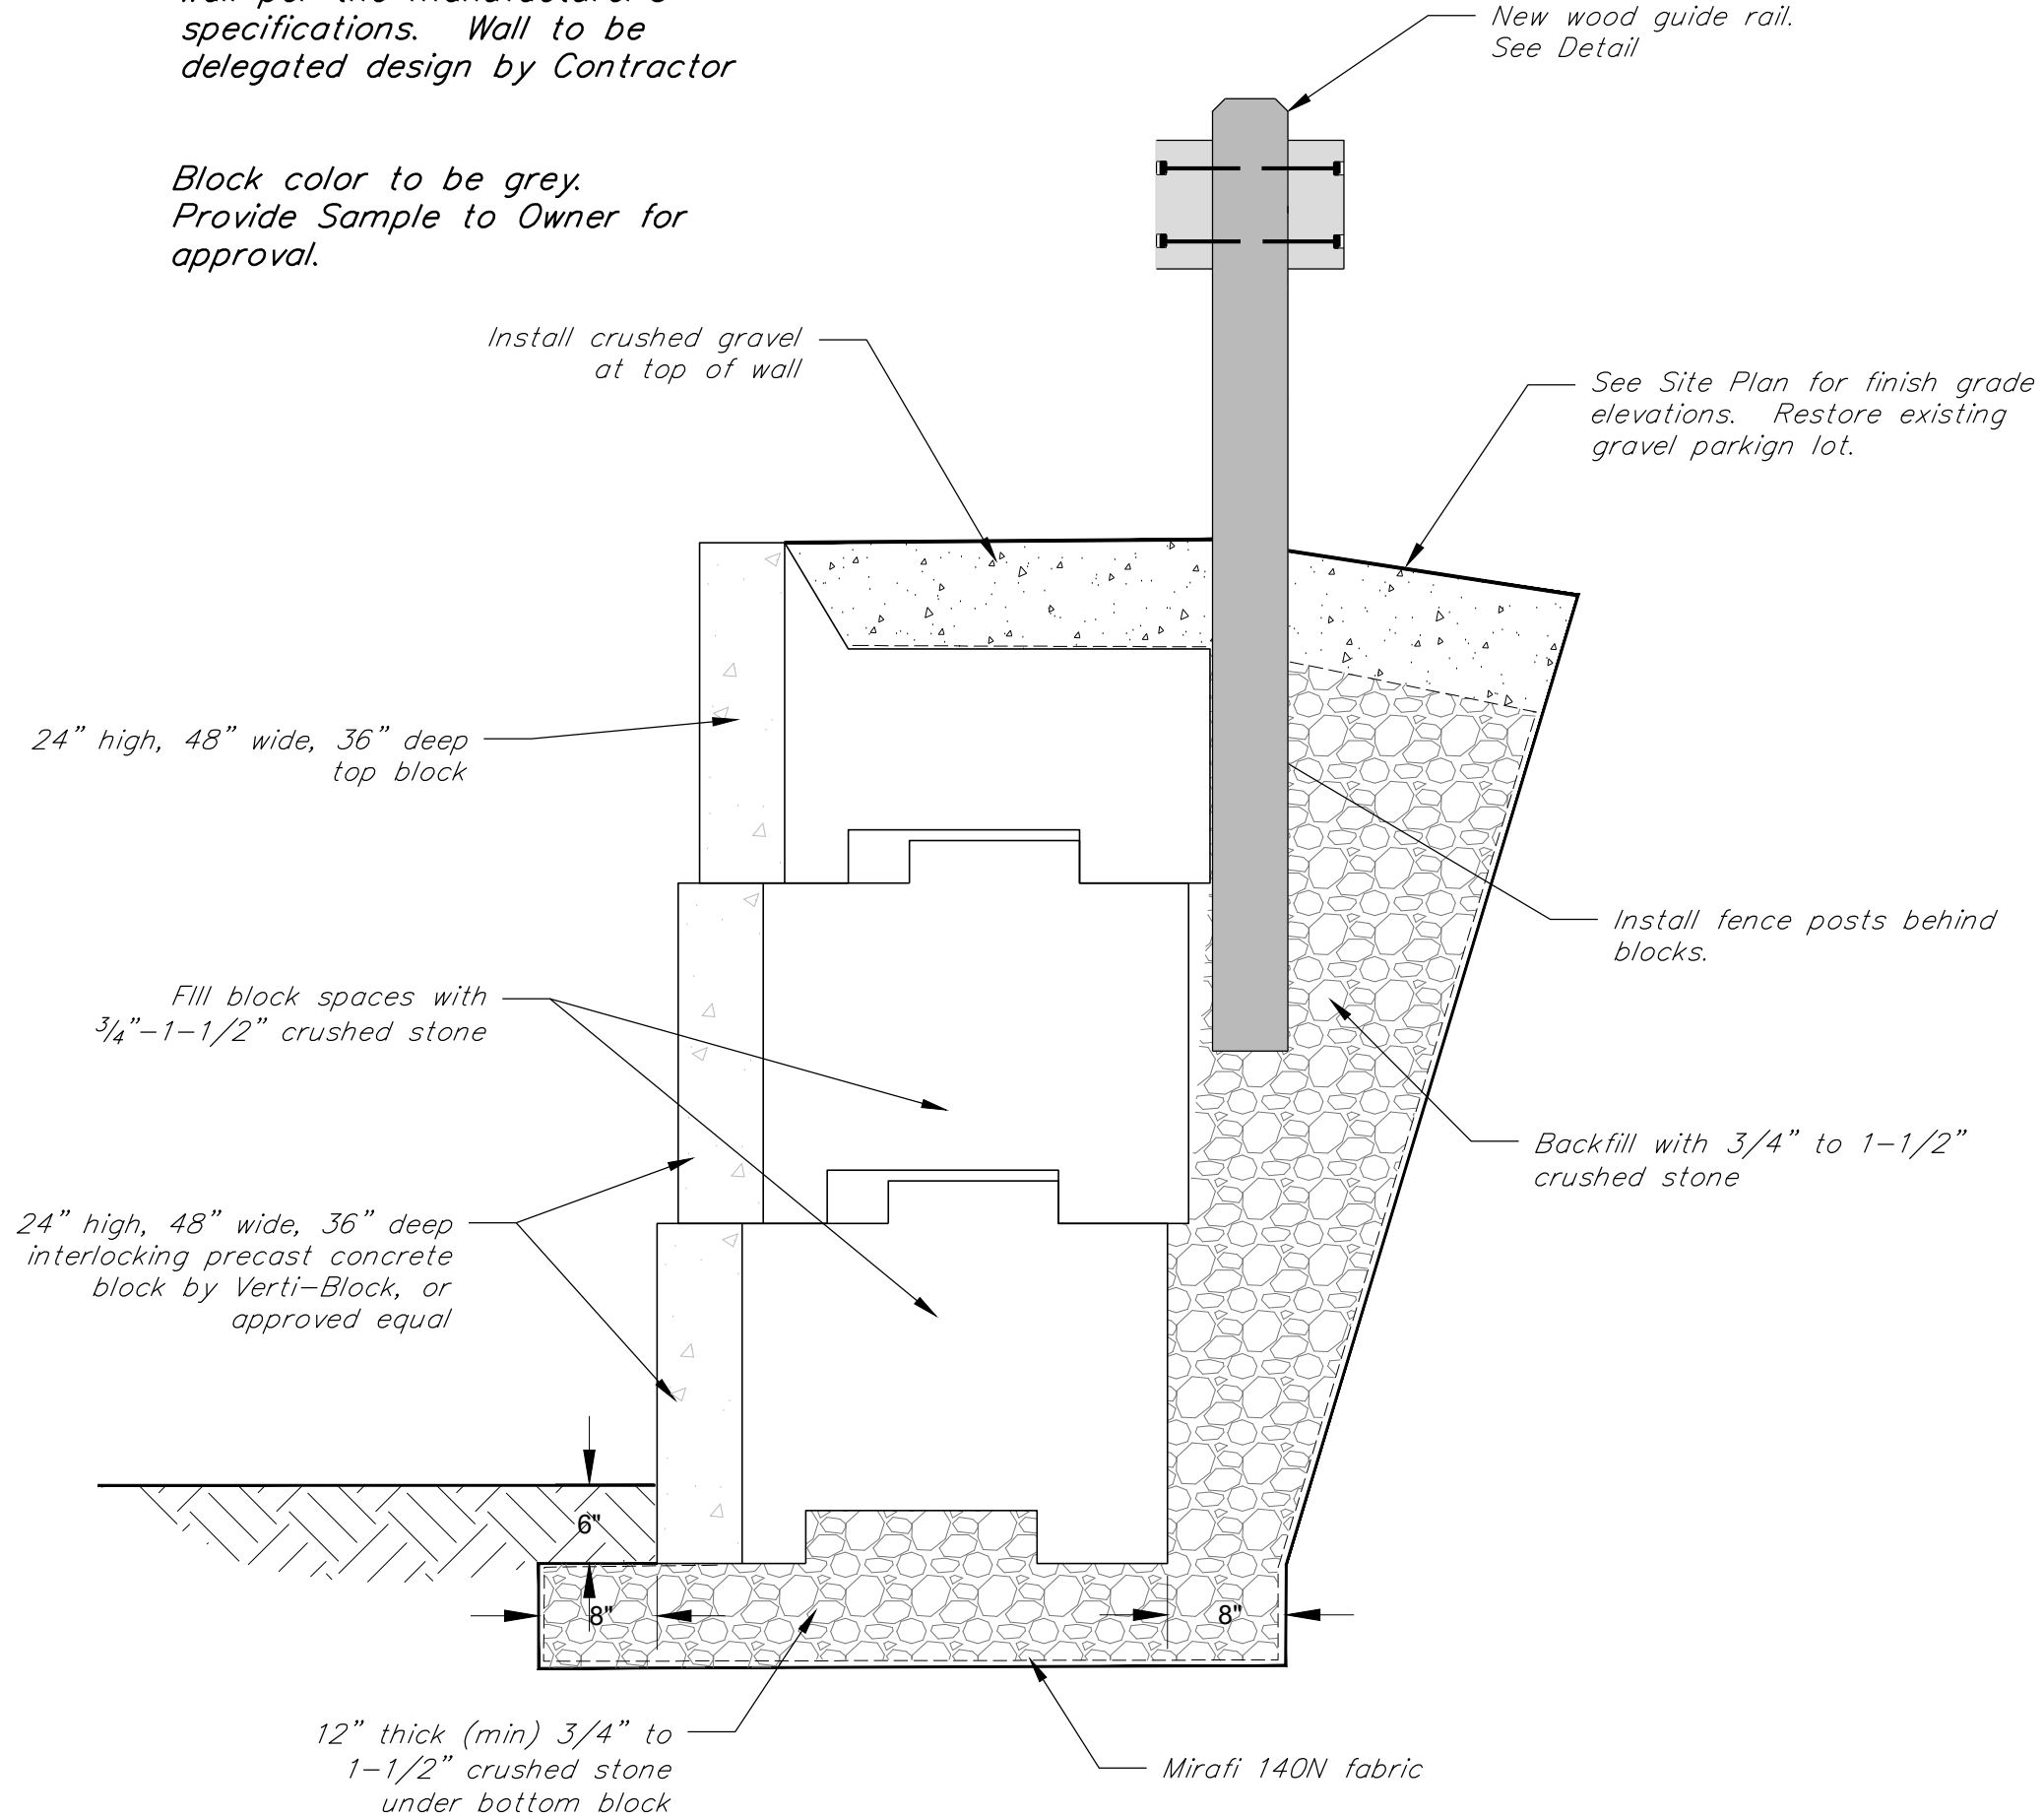 wall per the manufacturer's
specifications. Wall to be
delegated design by Contractor
Block color to be grey.
Provide Sample to Owner for
approval.
New wood guide rail.
See Detail
Install crushed gravel
at top of wall
See Site Plan for finish grade
elevations. Restore existing
gravel parkign lot.
24" high, 48" wide, 36" deep
top block
Install fence posts behind
blocks.
FIll block spaces with
3/4"-1-1/2" crushed stone
Backfill with 3/4" to 1-1/2"
crushed stone
24" high, 48" wide, 36" deep
interlocking precast concrete
block by Verti-Block, or
approved equal
6"
8"
8"
12" thick (min) 3/4" to
1-1/2" crushed stone
under bottom block
Mirafi 140N fabric